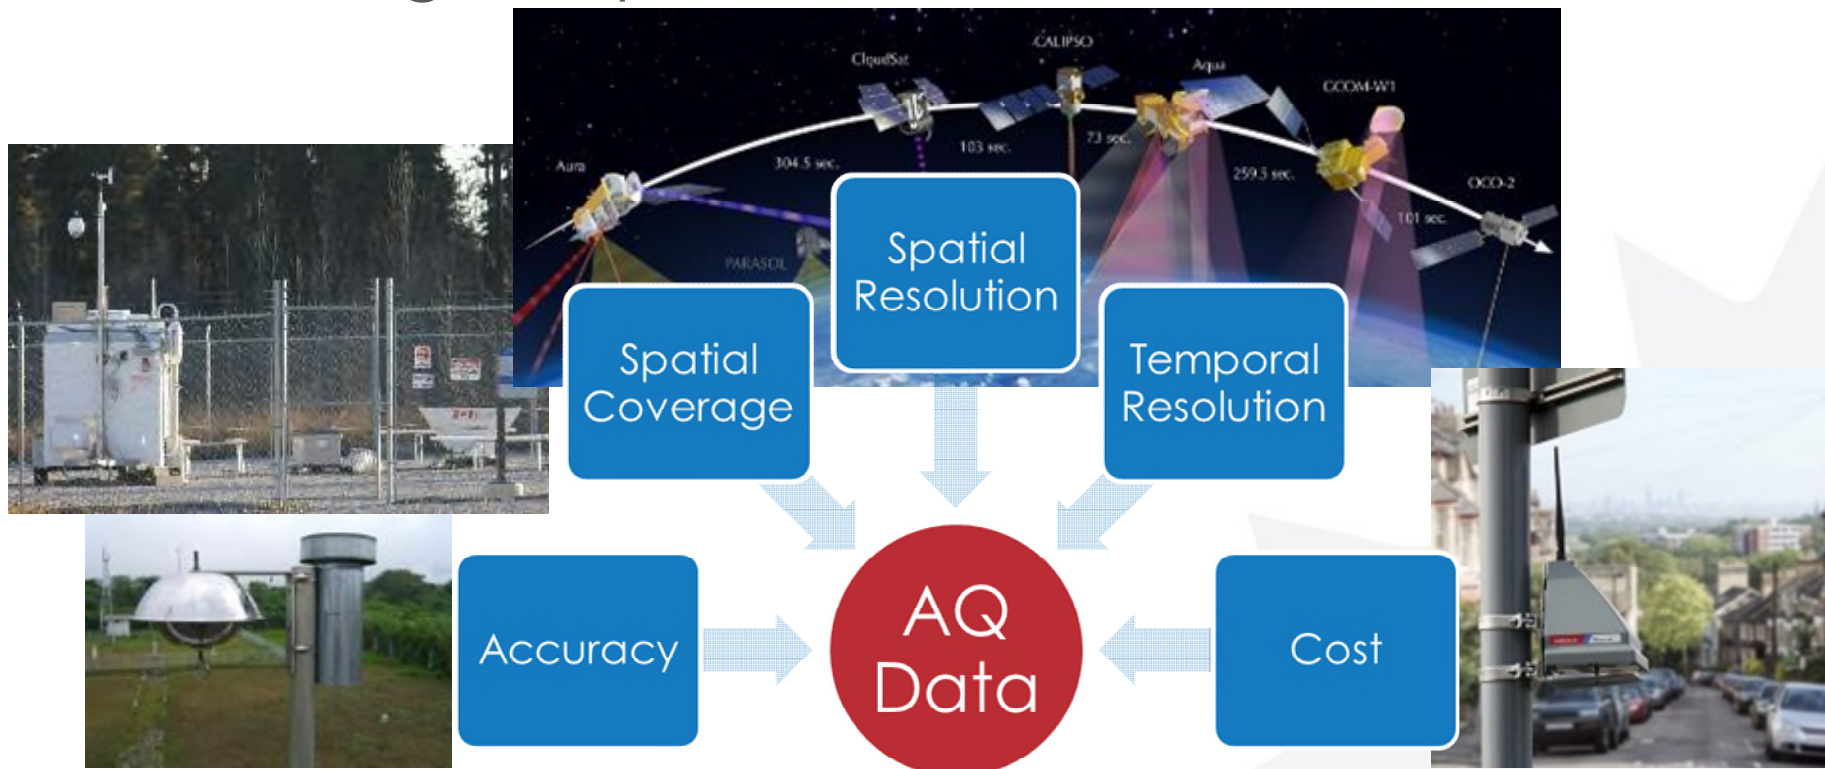 CloudSat
CALIPSO
Aqua
GCOM-W1
Aura
304.5 sec.
103 sec.
73 sec.
259.5 sec.
OCO-2
101 sec.
PARASOL
Spatial
Resolution
Spatial
Coverage
Temporal
Resolution
Accuracy
AQ
Data
Cost